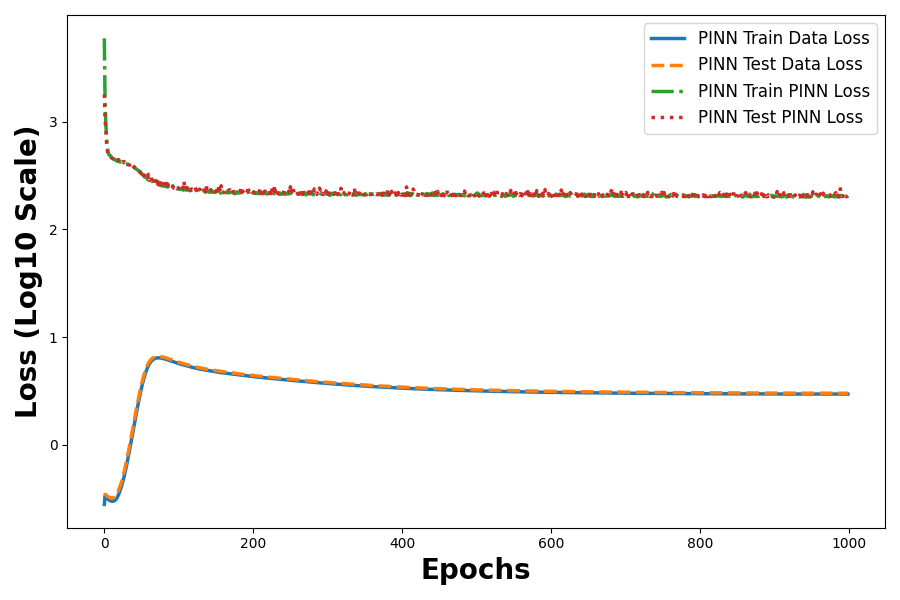 PINN Train Data Loss
PINN Test Data Loss
PINN Train PINN Loss
PINN Test PINN Loss
Loss (Log10 Scale)
3
2
1
0
0 200 400 600 800 1000
Epochs